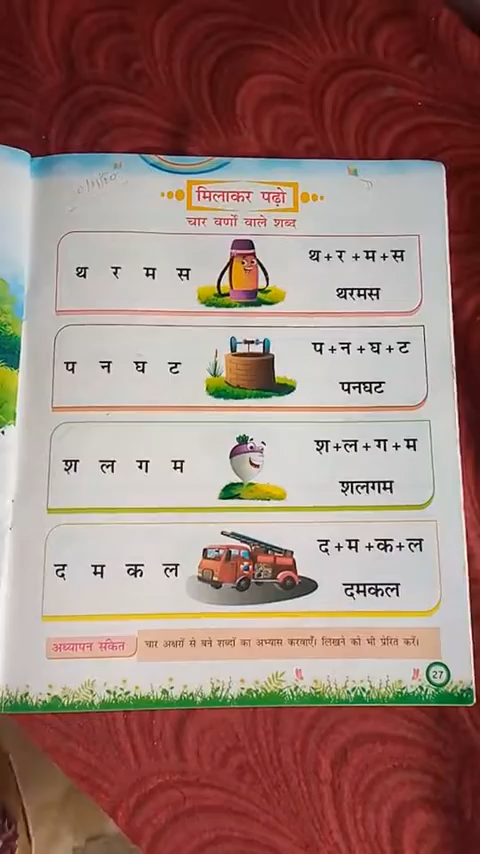 मिलाकर पढ़ो
चार वर्णों वाले शब्द
थ र म स
थ+र+म+स
थरमस
प न घ ट
प+न+घ+ट
पनघट
श ल ग म
श+ल+ग+म
शलगम
द म क ल
द+म+क+ल
दमकल
अध्यापन संकेत चार अक्षरों से बने शब्दों का अभ्यास करवाएँ। लिखने को भी प्रेरित करें।
27